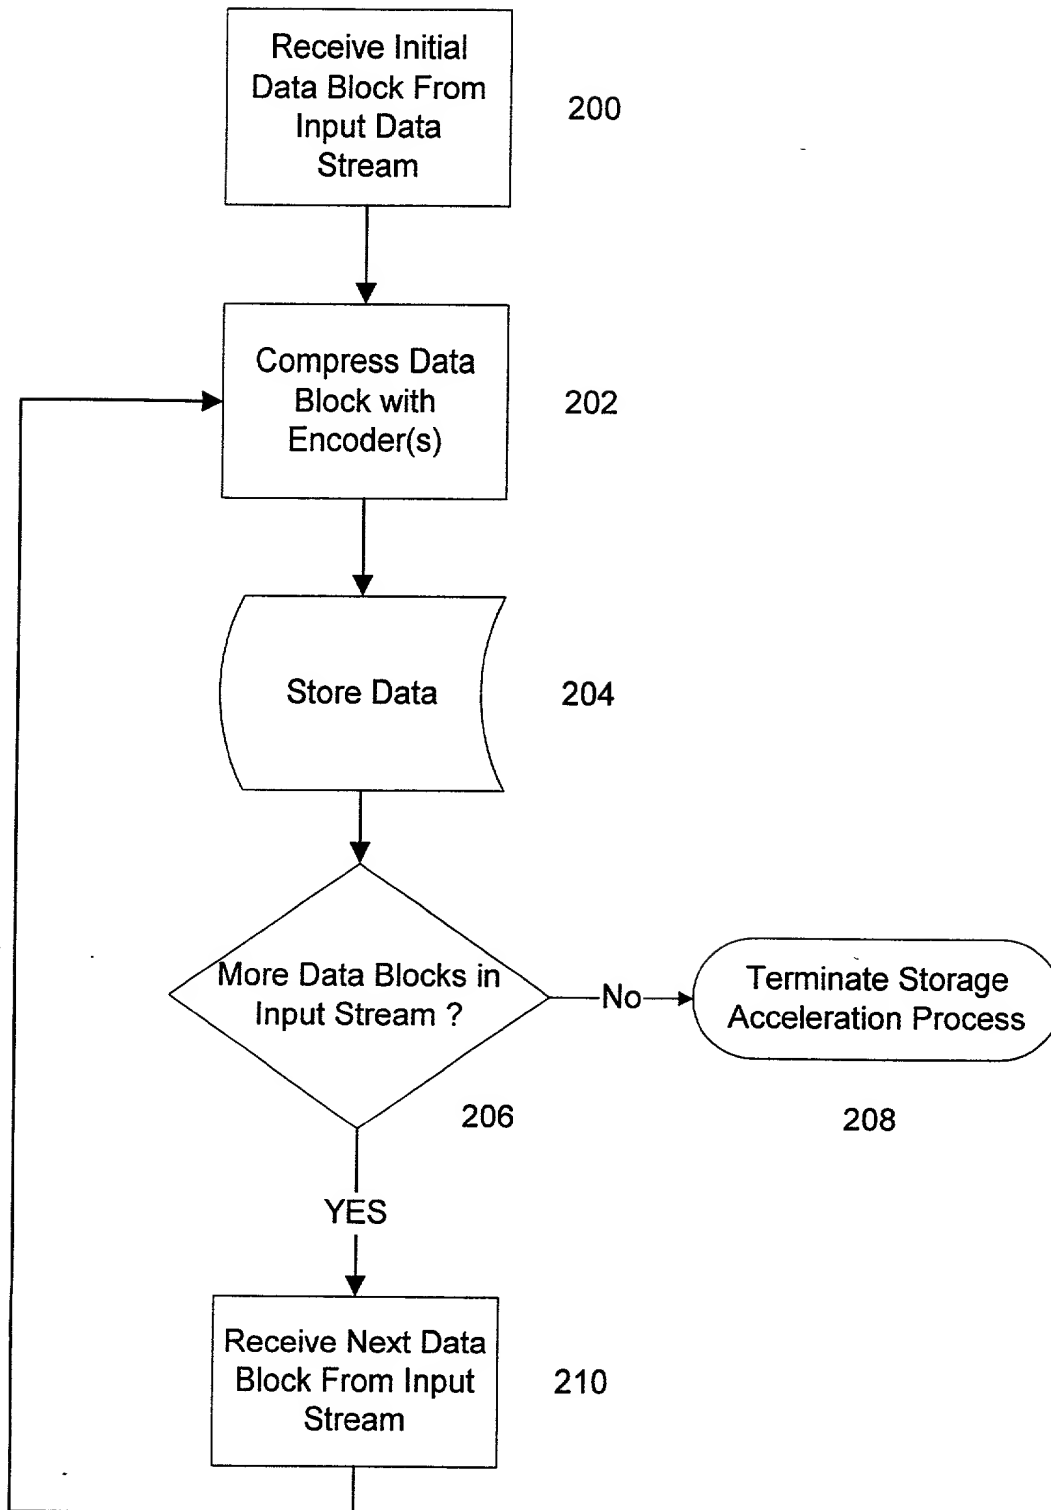 Receive Initial
Data Block From
Input Data
Stream
200
Compress Data
Block with
Encoder(s)
202
Store Data
204
More Data Blocks in
Input Stream ?
206
No
Terminate Storage
Acceleration Process
208
YES
Receive Next Data
Block From Input
Stream
210